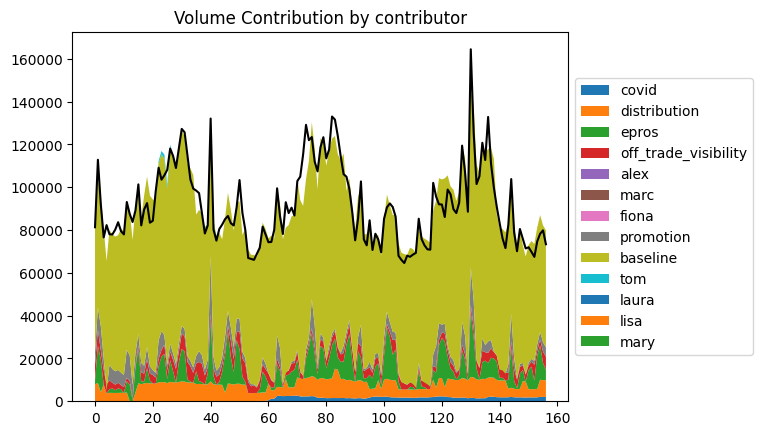 Volume Contribution by contributor
160000
140000
120000
100000
80000
60000
40000
20000
0
0 20 40 60 80 100 120 140 160
covid
distribution
epros
off_trade_visibility
alex
marc
fiona
promotion
baseline
tom
laura
lisa
mary